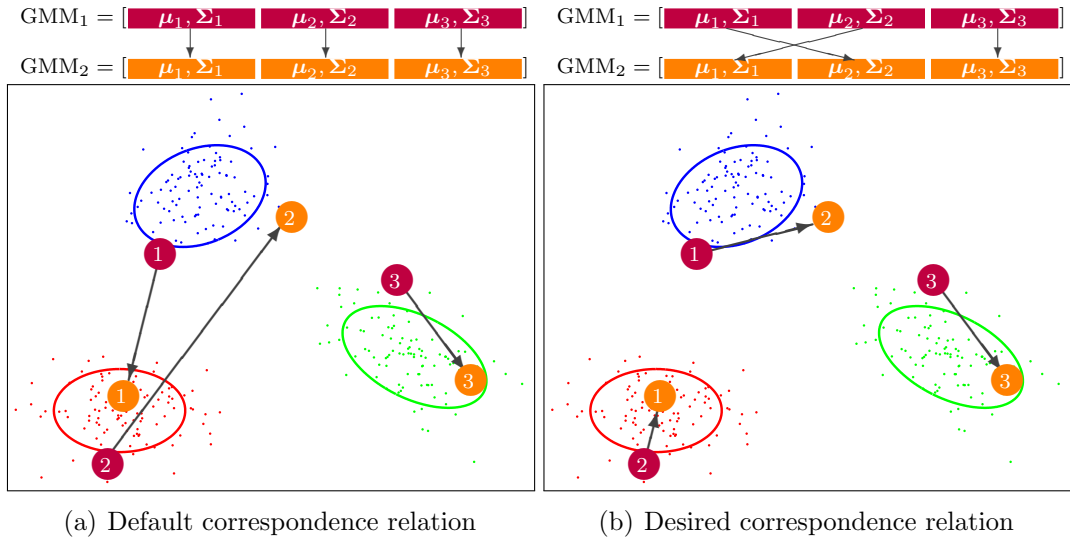 GMM₁ = [ μ₁, Σ₁ μ₂, Σ₂ μ₃, Σ₃ ]
GMM₂ = [ μ₁, Σ₁ μ₂, Σ₂ μ₃, Σ₃ ]
2
1
3
3
1
2
(a) Default correspondence relation
GMM₁ = [ μ₁, Σ₁ μ₂, Σ₂ μ₃, Σ₃ ]
GMM₂ = [ μ₁, Σ₁ μ₂, Σ₂ μ₃, Σ₃ ]
2
1
3
3
1
2
(b) Desired correspondence relation